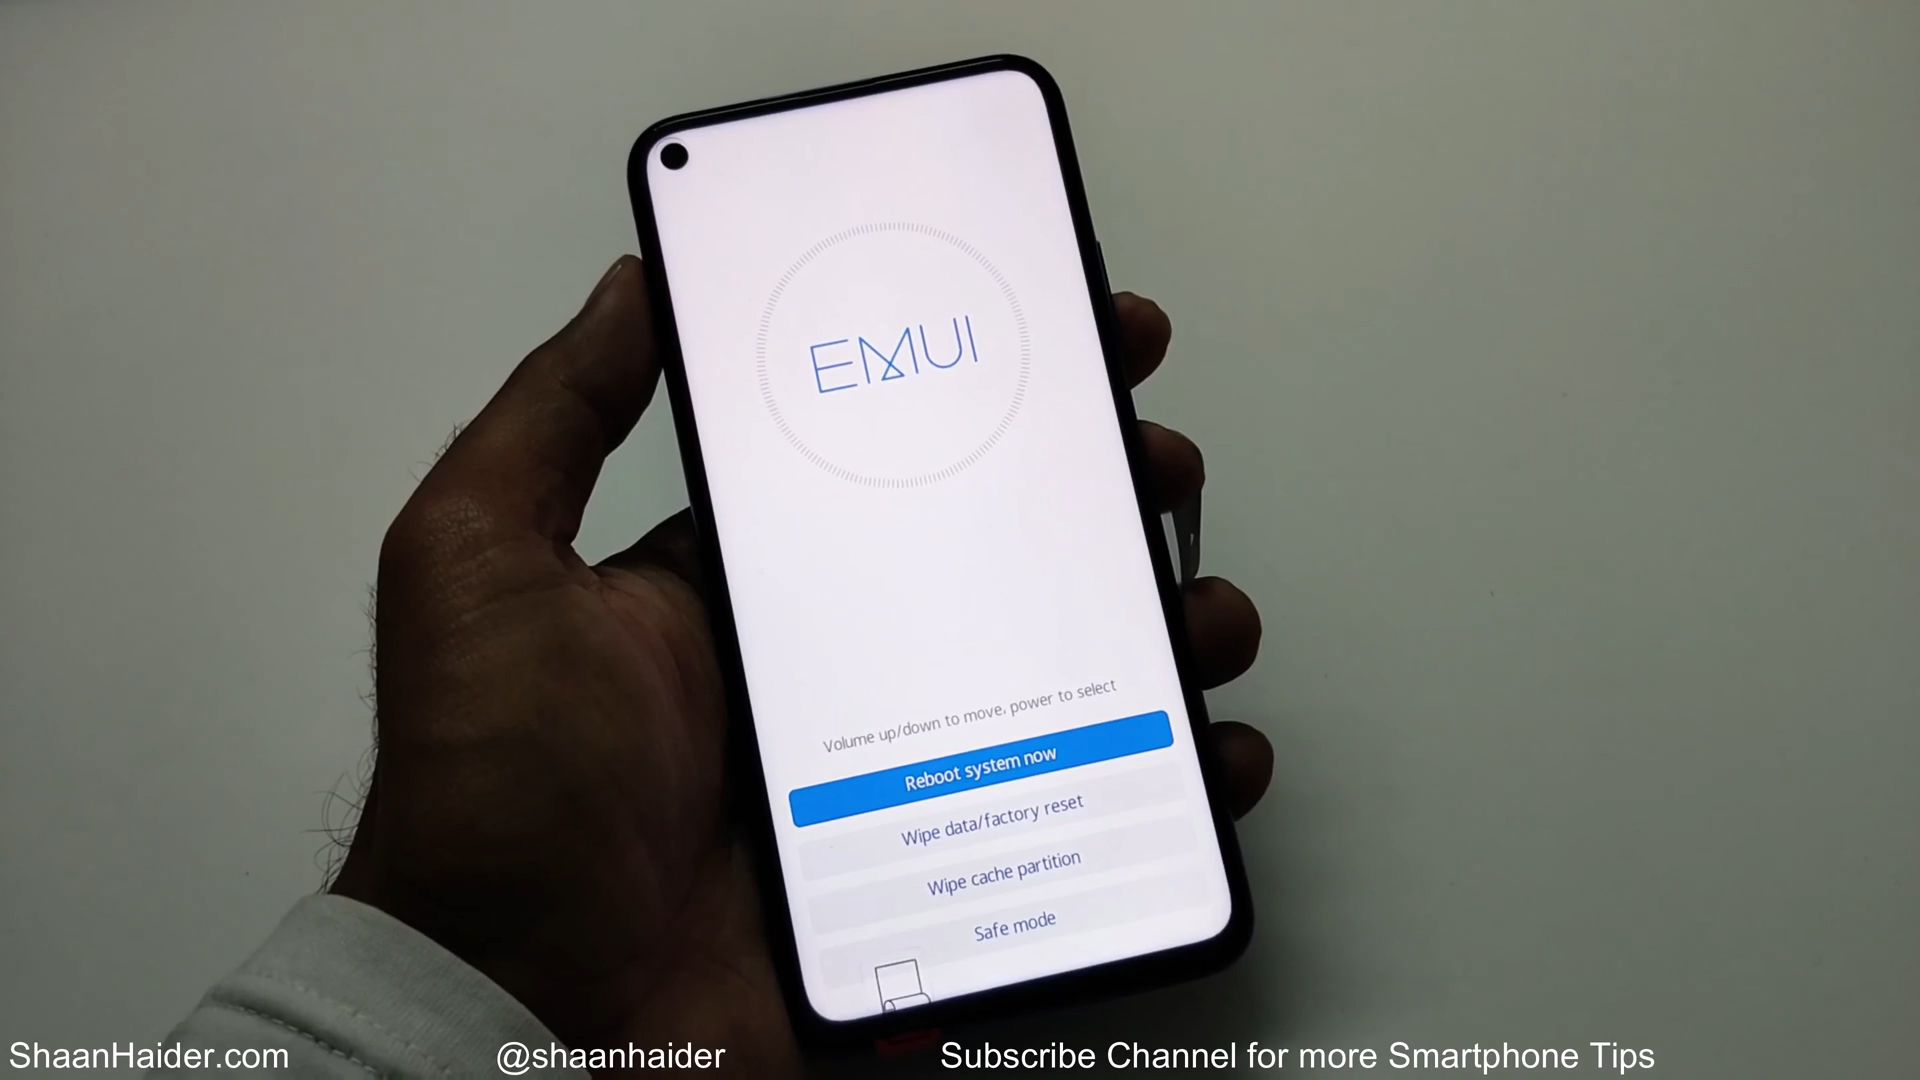 EMUI
Volume up/down to move, power to select
Reboot system now
Wipe data/factory reset
Wipe cache partition
Safe mode
ShaanHaider.com @shaanhaider Subscribe Channel for more Smartphone Tips